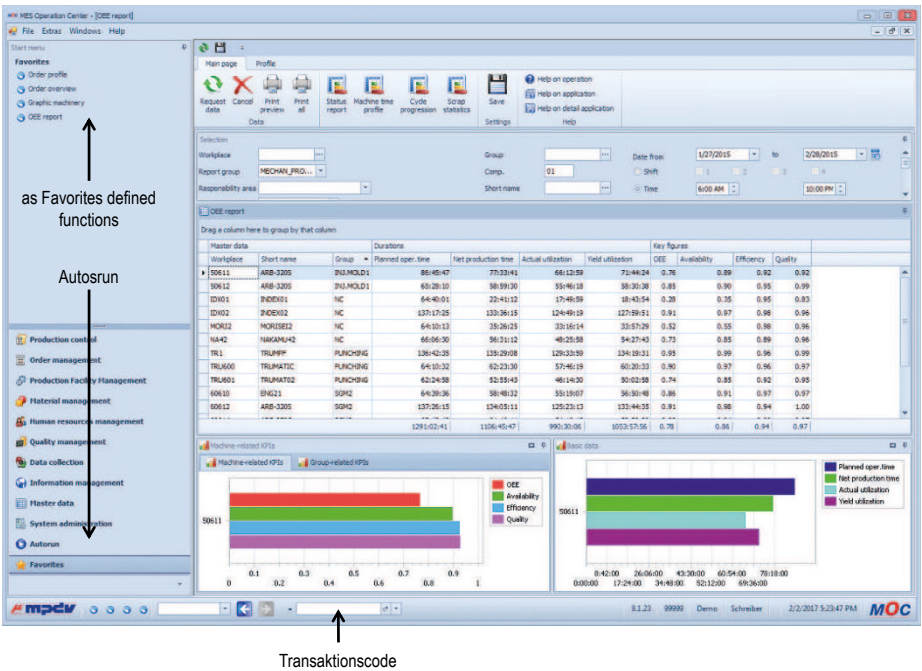 MES Operation Center - [OEE report]
File Extras Windows Help
Start menu
Favorites
Order profile
Order overview
Graphic machinery
OEE report
as Favorites defined
functions
Autosrun
Production control
Order management
Production Facility Management
Material management
Human resources management
Quality management
Data collection
Information management
Master data
System administration
Autorun
Favorites
Main page Profile
Request data Cancel Print preview Print all Status report Machine time profile Cycle progression Scrap statistics Save
Help on operation
Help on application
Help on detail application
Data Settings Help
Selection
Workplace Group Date from 1/27/2015 to 2/28/2015
Report group MECHAN_PRO... Comp. 01 Shift 1 2 3 4
Responsibility area Short name Time 6:00 AM 10:00 PM
OEE report
Drag a column here to group by that column
Master data Durations Key figures
Workplace Short name Group Planned oper.time Net production time Actual utilization Yield utilization OEE Availability Efficiency Quality
50611 ARB-320S INJ.MOLD1 86:45:47 77:33:41 66:12:59 71:44:24 0.76 0.89 0.92 0.92
50612 ARB-320S INJ.MOLD1 65:28:10 58:59:30 55:46:18 58:30:38 0.85 0.90 0.95 0.99
IDX01 INDEX01 NC 64:40:01 22:41:12 17:49:59 18:43:54 0.28 0.35 0.95 0.83
IDX02 INDEX02 NC 137:17:25 133:36:15 124:49:19 127:59:51 0.91 0.97 0.98 0.96
MORI2 MORISEI2 NC 64:10:13 35:26:25 33:16:14 33:57:29 0.52 0.55 0.98 0.96
NA42 NAKAMU42 NC 66:06:30 56:31:12 48:25:58 54:27:43 0.73 0.85 0.89 0.96
TR1 TRUMPF PUNCHING 136:42:35 135:29:08 129:33:59 134:19:31 0.95 0.99 0.96 0.99
TRU600 TRUMATIC PUNCHING 64:10:32 62:23:30 57:46:19 60:20:33 0.90 0.97 0.96 0.97
TRU601 TRUMAT02 PUNCHING 62:24:58 52:55:43 46:14:30 50:02:58 0.74 0.85 0.92 0.95
60610 ENG21 SGM2 64:39:36 58:48:32 55:19:07 56:50:48 0.86 0.91 0.97 0.97
60612 ARB-320S SGM2 137:26:15 134:05:11 125:23:13 133:44:35 0.91 0.98 0.94 1.00
1291:02:41 1106:45:47 990:30:06 1053:57:56 0.78 0.86 0.94 0.97
Machine-related KPIs
Machine-related KPIs Group-related KPIs
50611
OEE
Availability
Efficiency
Quality
0.1 0.3 0.5 0.7 0.9
0 0.2 0.4 0.6 0.8 1
Basic data
50611
Planned oper.time
Net production time
Actual utilization
Yield utilization
8:42:00 26:06:00 43:30:00 60:54:00 78:18:00
0:00:00 17:24:00 34:48:00 52:12:00 69:36:00
mpdv 8.1.23 99999 Demo Schreiber 2/2/2017 5:23:47 PM MOC
Transaktionscode